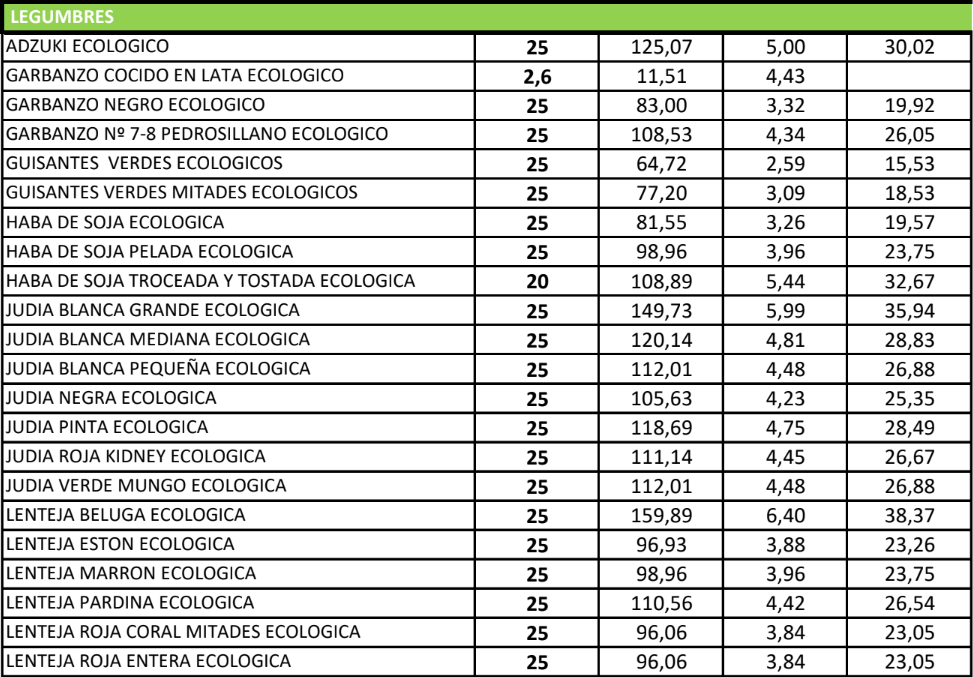 LEGUMBRES
ADZUKI ECOLOGICO 25 125,07 5,00 30,02
GARBANZO COCIDO EN LATA ECOLOGICO 2,6 11,51 4,43
GARBANZO NEGRO ECOLOGICO 25 83,00 3,32 19,92
GARBANZO Nº 7-8 PEDROSILLANO ECOLOGICO 25 108,53 4,34 26,05
GUISANTES VERDES ECOLOGICOS 25 64,72 2,59 15,53
GUISANTES VERDES MITADES ECOLOGICOS 25 77,20 3,09 18,53
HABA DE SOJA ECOLOGICA 25 81,55 3,26 19,57
HABA DE SOJA PELADA ECOLOGICA 25 98,96 3,96 23,75
HABA DE SOJA TROCEADA Y TOSTADA ECOLOGICA 20 108,89 5,44 32,67
JUDIA BLANCA GRANDE ECOLOGICA 25 149,73 5,99 35,94
JUDIA BLANCA MEDIANA ECOLOGICA 25 120,14 4,81 28,83
JUDIA BLANCA PEQUEÑA ECOLOGICA 25 112,01 4,48 26,88
JUDIA NEGRA ECOLOGICA 25 105,63 4,23 25,35
JUDIA PINTA ECOLOGICA 25 118,69 4,75 28,49
JUDIA ROJA KIDNEY ECOLOGICA 25 111,14 4,45 26,67
JUDIA VERDE MUNGO ECOLOGICA 25 112,01 4,48 26,88
LENTEJA BELUGA ECOLOGICA 25 159,89 6,40 38,37
LENTEJA ESTON ECOLOGICA 25 96,93 3,88 23,26
LENTEJA MARRON ECOLOGICA 25 98,96 3,96 23,75
LENTEJA PARDINA ECOLOGICA 25 110,56 4,42 26,54
LENTEJA ROJA CORAL MITADES ECOLOGICA 25 96,06 3,84 23,05
LENTEJA ROJA ENTERA ECOLOGICA 25 96,06 3,84 23,05